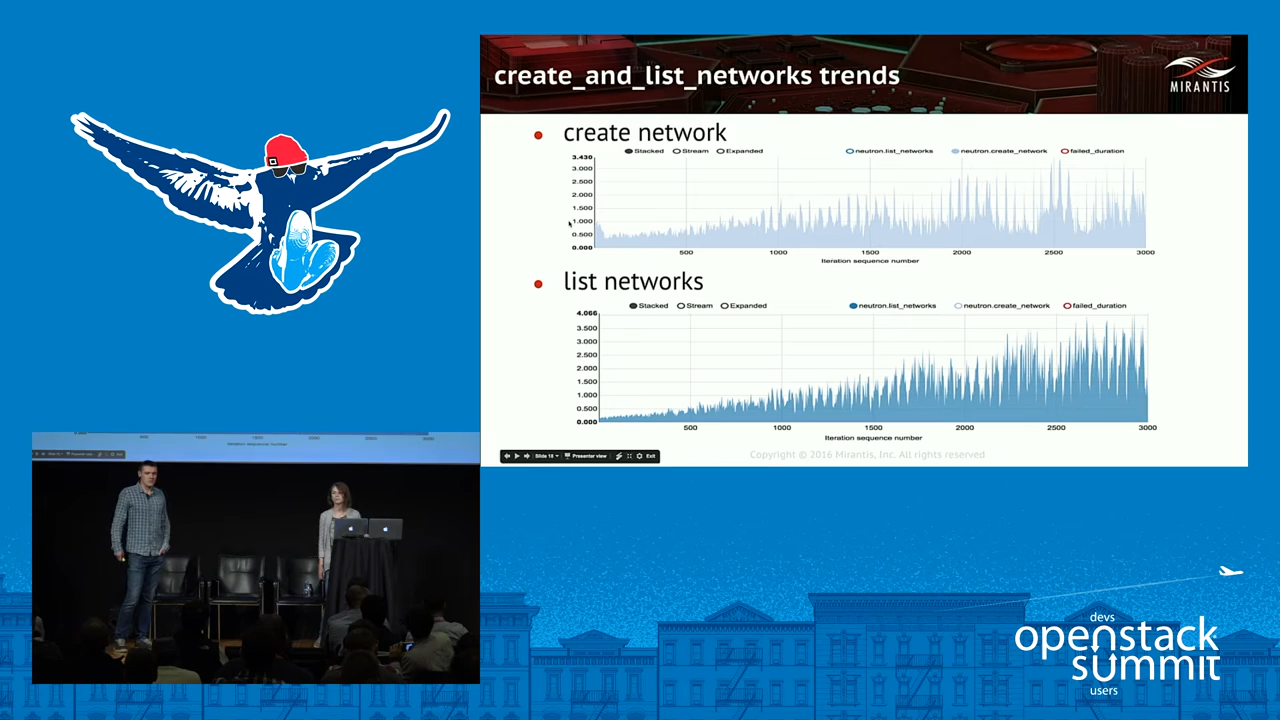 create_and_list_networks trends
MIRANTIS
create network
Stacked Stream Expanded neutron.list_networks neutron.create_network failed_duration
3.430
3.000
2.500
2.000
1.500
1.000
0.500
0.000
500 1000 1500 2000 2500 3000
Iteration sequence number
list networks
Stacked Stream Expanded neutron.list_networks neutron.create_network failed_duration
4.066
3.500
3.000
2.500
2.000
1.500
1.000
0.500
0.000
500 1000 1500 2000 2500 3000
Iteration sequence number
Slide 18 Presenter view Exit
Copyright © 2016 Mirantis, Inc. All rights reserved
devs
openstack
summit
users